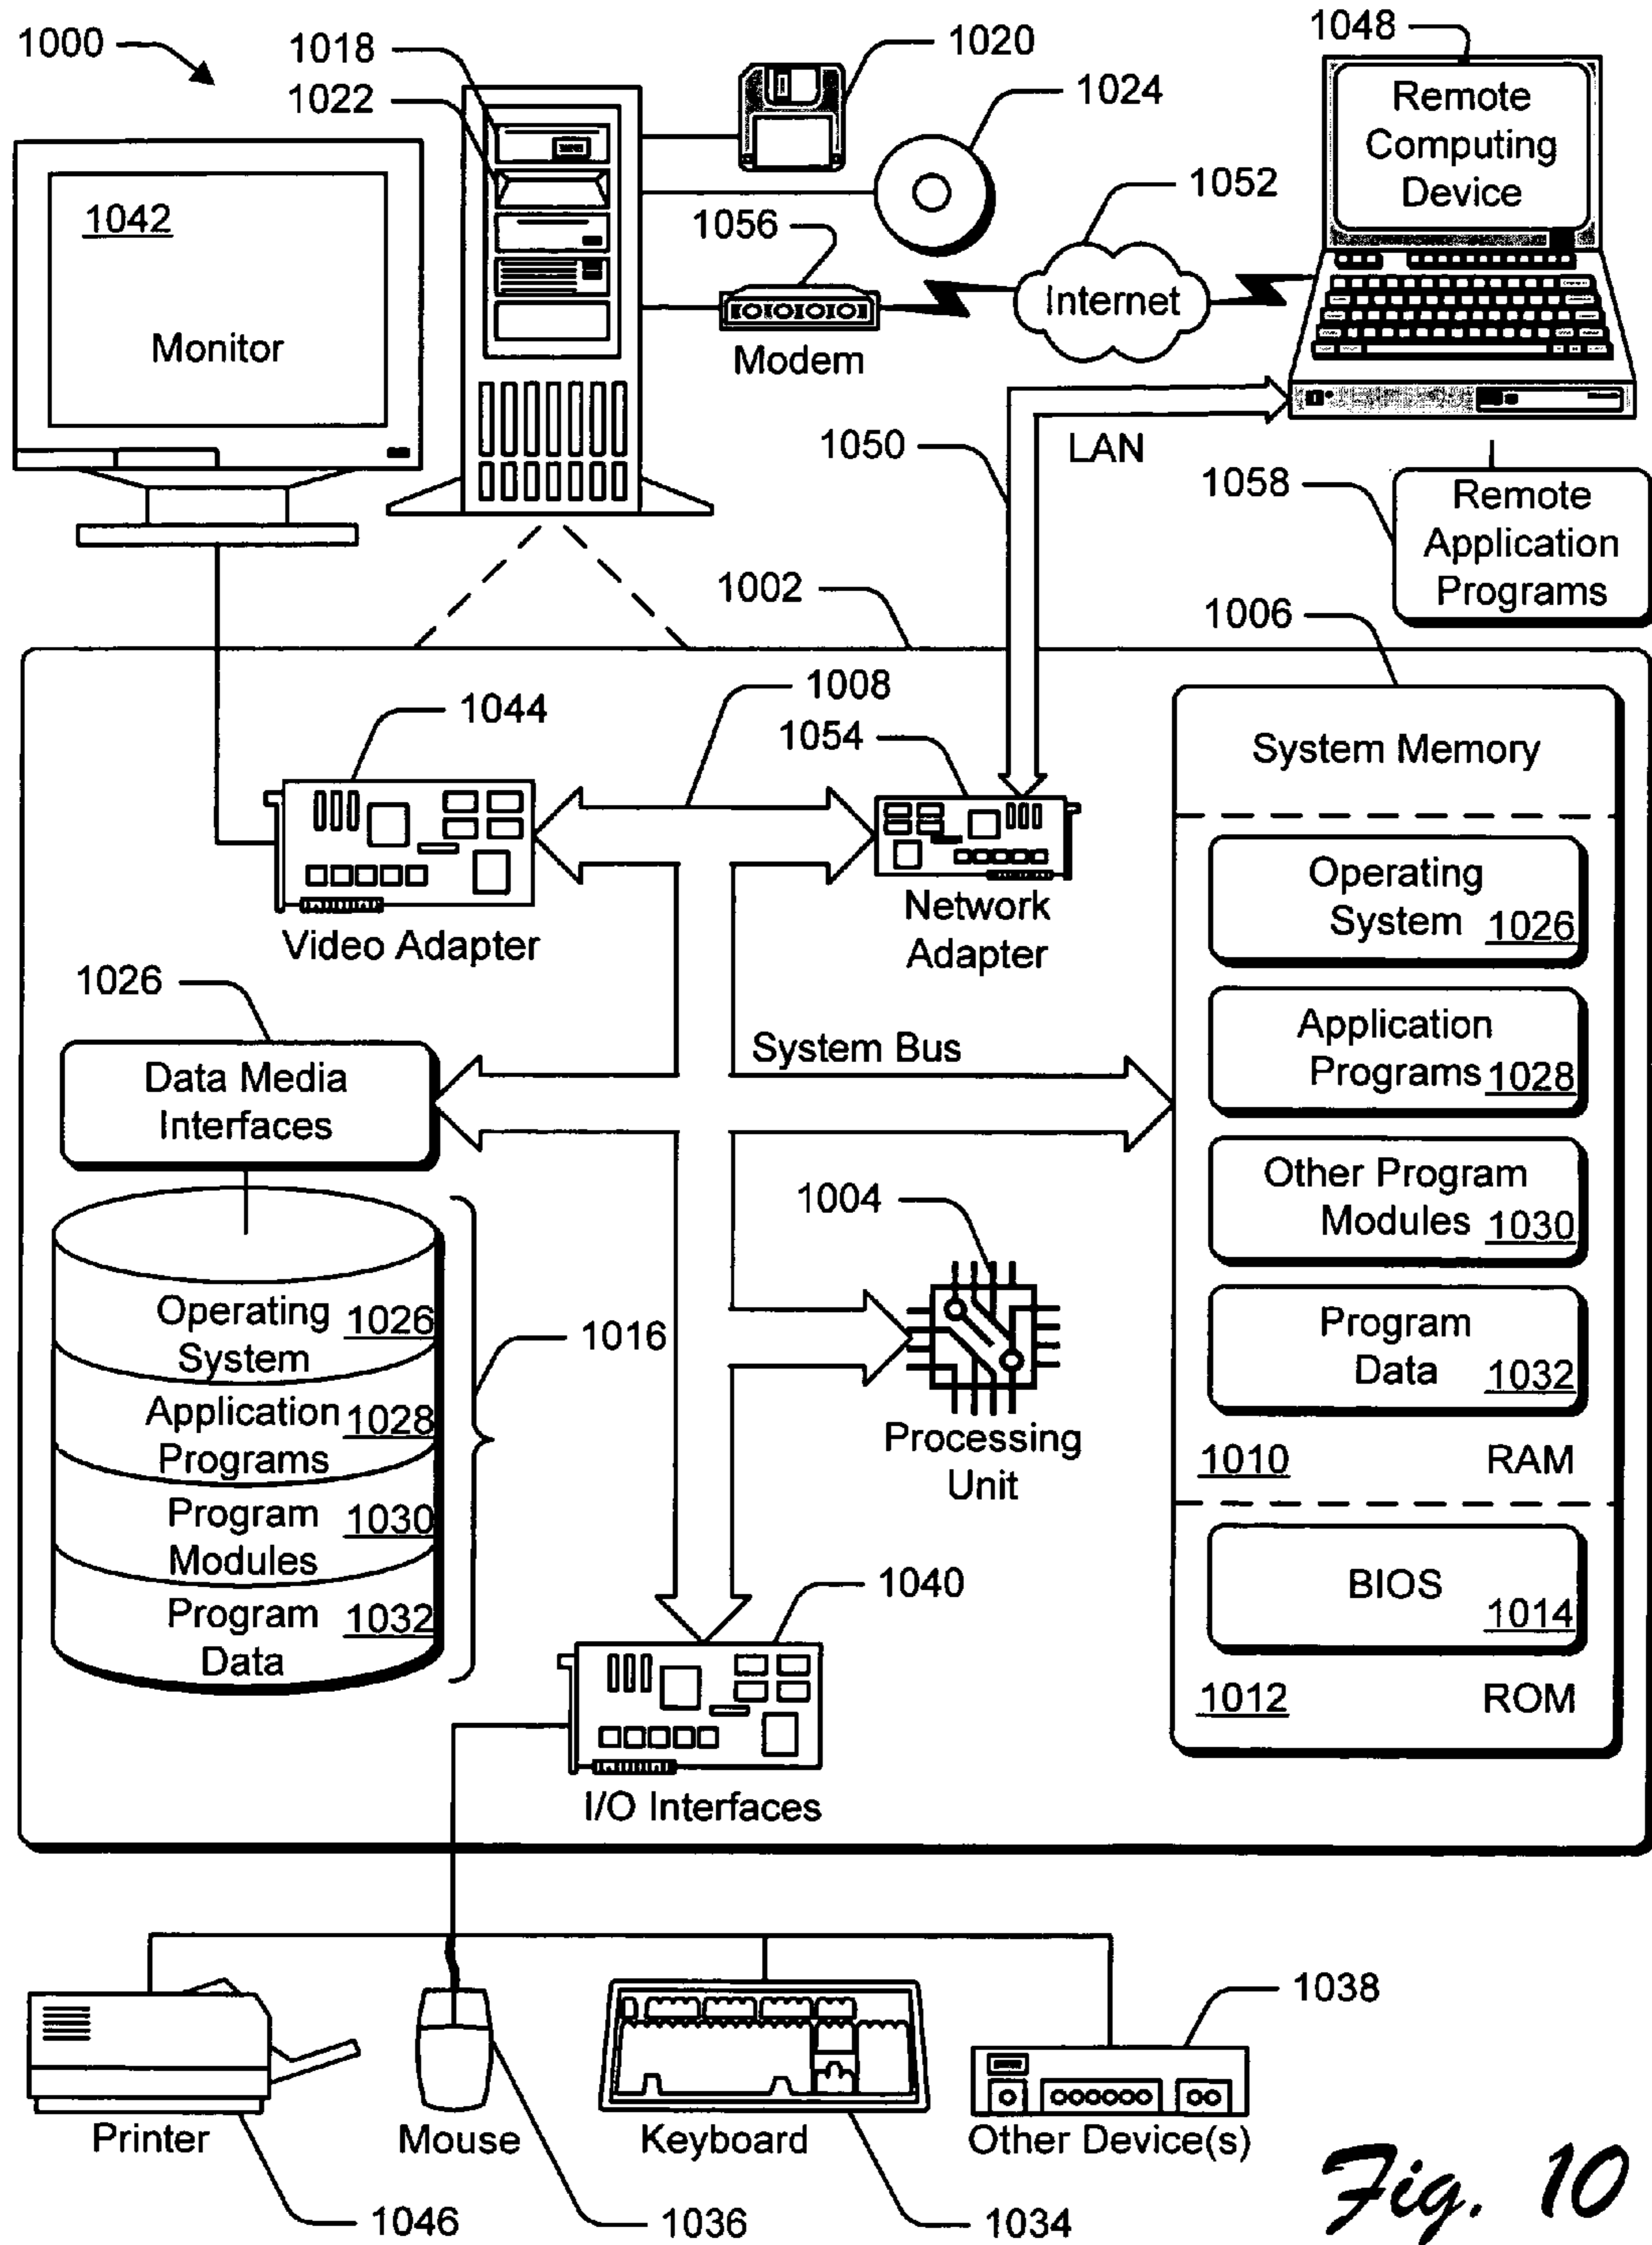 1000
1018
1022
1020
1024
1048
Remote
Computing
Device
1042
Monitor
1056
Modem
1052
Internet
1050
LAN
1058
Remote
Application
Programs
1002
1006
1008
1044
1054
Video Adapter
Network
Adapter
System Memory
Operating
System 1026
Application
Programs 1028
Other Program
Modules 1030
Program
Data 1032
1010 RAM
BIOS
1014
1012 ROM
1026
Data Media
Interfaces
System Bus
1004
Processing
Unit
Operating
System 1026
Application
Programs 1028
Program
Modules 1030
Program
Data 1032
1016
1040
I/O Interfaces
1038
Printer
Mouse
Keyboard
Other Device(s)
1046
1036
1034
Fig. 10